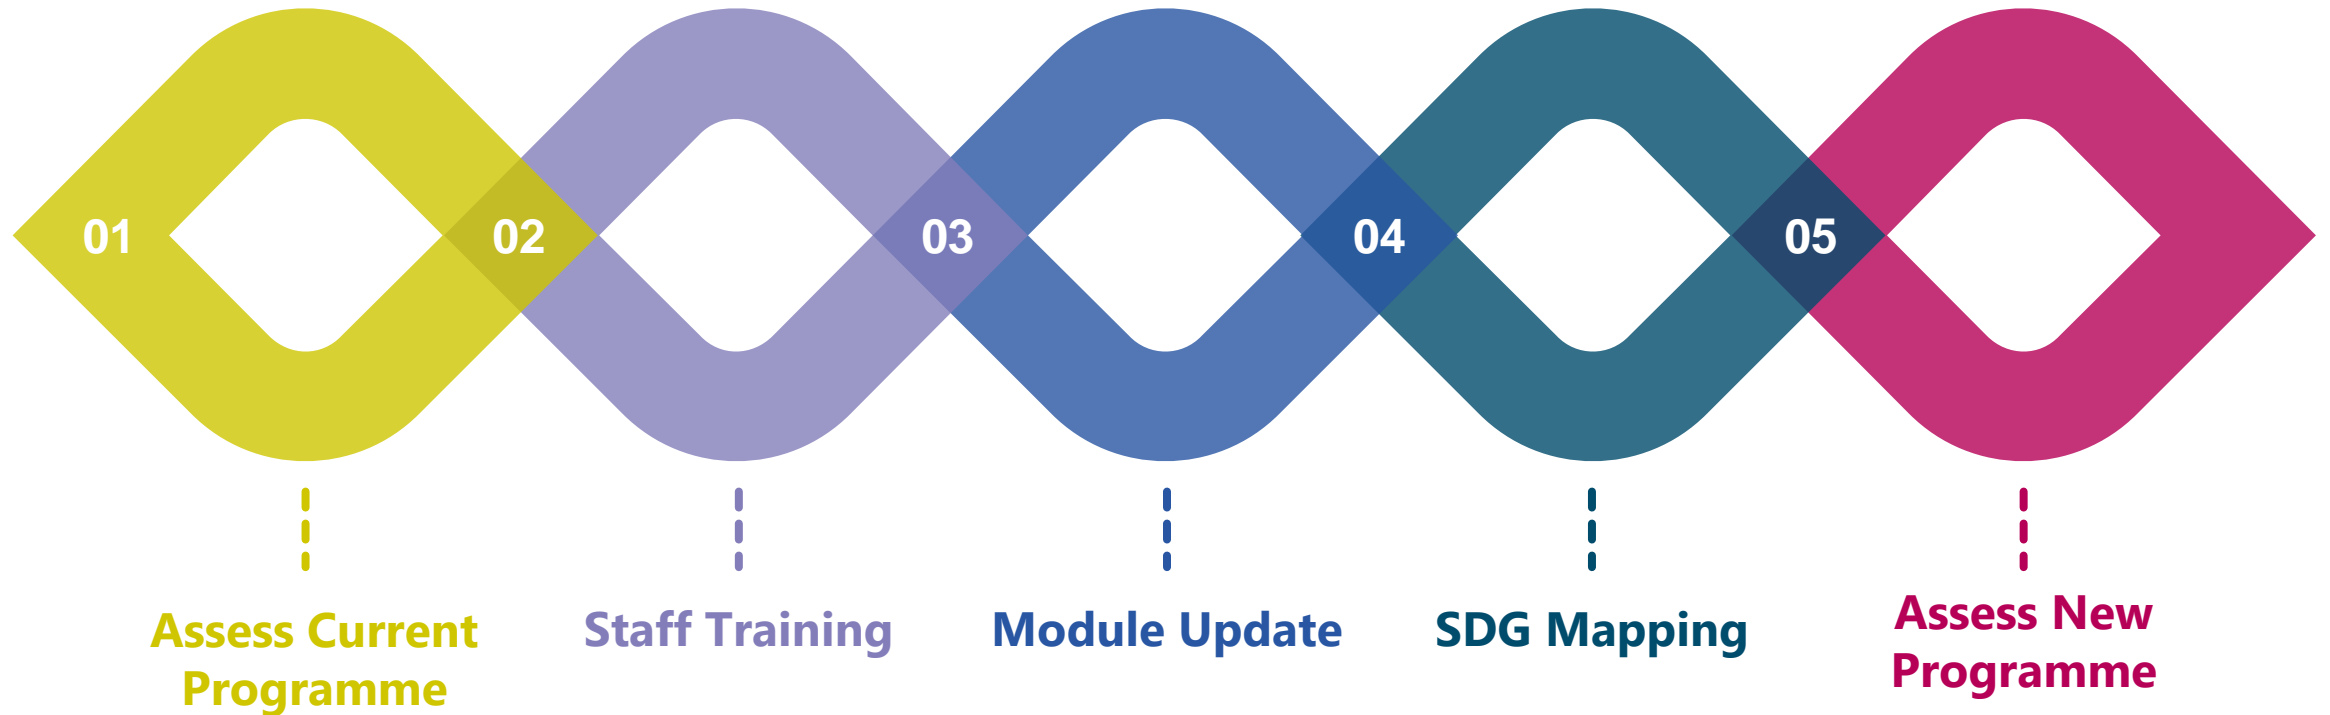 01
02
03
04
05
Assess Current
Programme
Staff Training
Module Update
SDG Mapping
Assess New
Programme